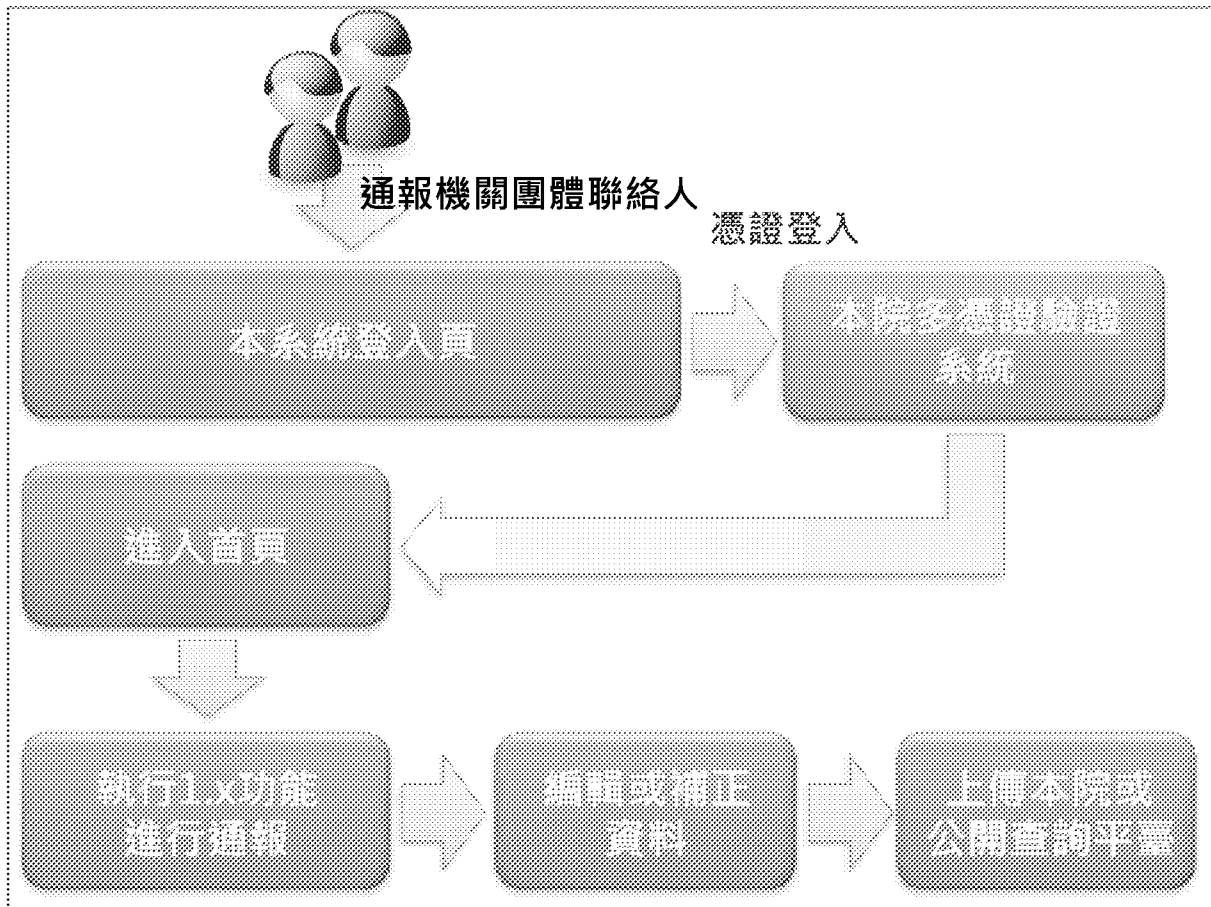 通報機關團體聯絡人
憑證登入
本系統登入頁
本院多憑證驗證
系統
進入首頁
執行1.x功能
進行通報
編輯或補正
資料
上傳本院或
公開查詢平臺